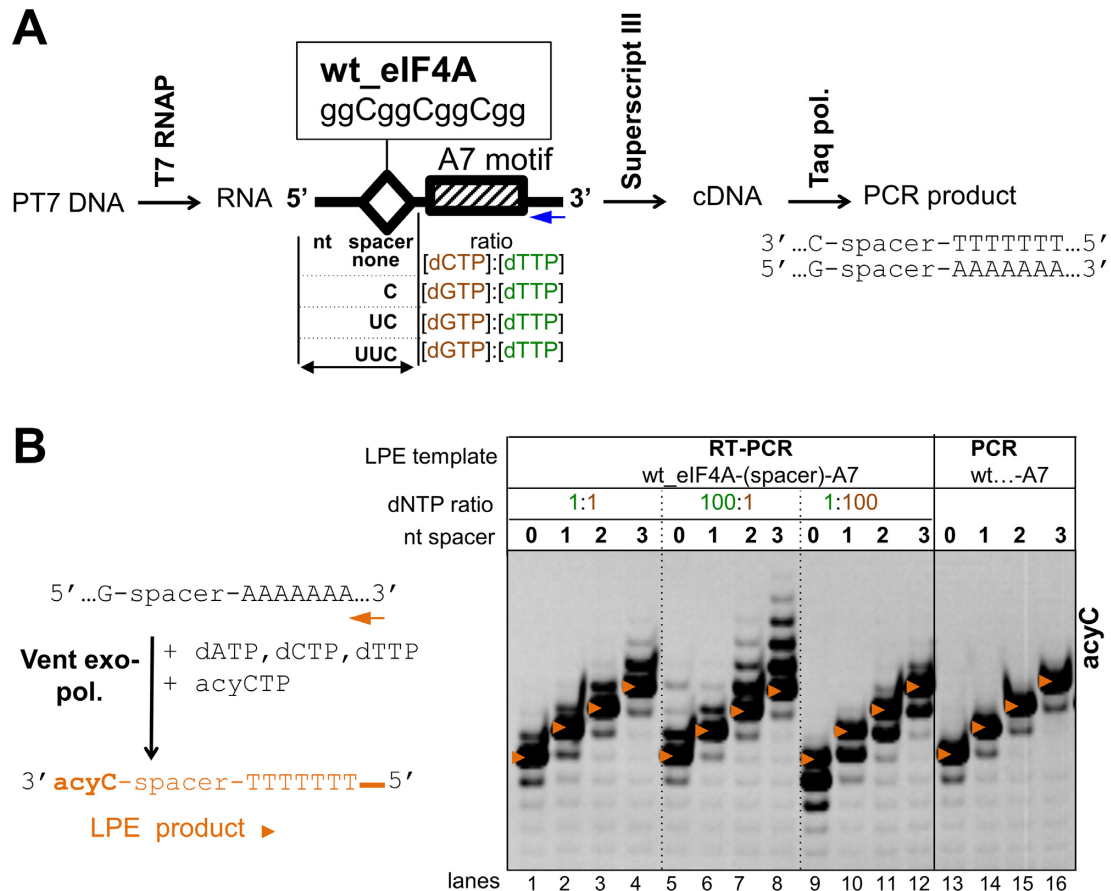 A
wt_eIF4A
ggCggCggCgg
T7 RNAP
Superscript III
Taq pol.
A7 motif
PT7 DNA
RNA
5’
3’
cDNA
PCR product
nt spacer
ratio
none
[dCTP]:[dTTP]
C
[dGTP]:[dTTP]
UC
[dGTP]:[dTTP]
UUC
[dGTP]:[dTTP]
3’…C-spacer-TTTTTTT…5’
5’…G-spacer-AAAAAAA…3’
B
LPE template
RT-PCR
PCR
wt_eIF4A-(spacer)-A7
wt...-A7
dNTP ratio
1:1
100:1
1:100
nt spacer
0 1 2 3 0 1 2 3 0 1 2 3 0 1 2 3
5’…G-spacer-AAAAAAA…3’
Vent exo-
pol.
+ dATP,dCTP,dTTP
+ acyCTP
3’acyC-spacer-TTTTTTT 5’
LPE product
acyC
lanes
1 2 3 4 5 6 7 8 9 10 11 12 13 14 15 16